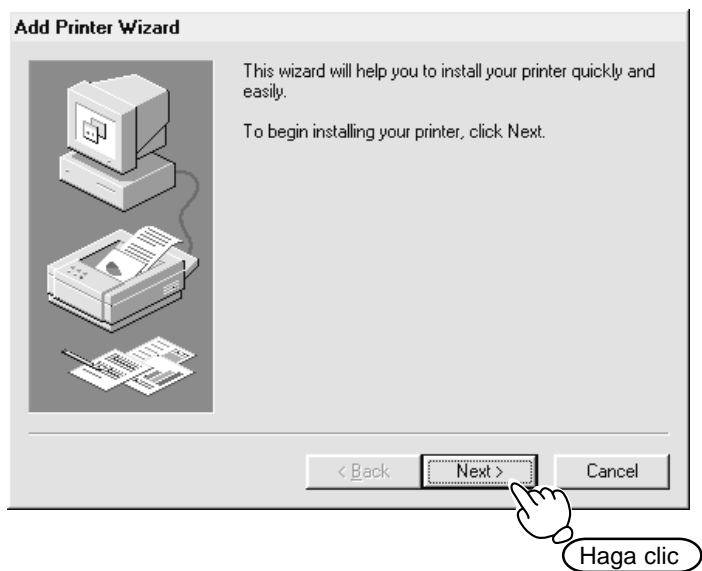 Add Printer Wizard
This wizard will help you to install your printer quickly and
easily.
To begin installing your printer, click Next.
< Back
Next >
Cancel
Haga clic